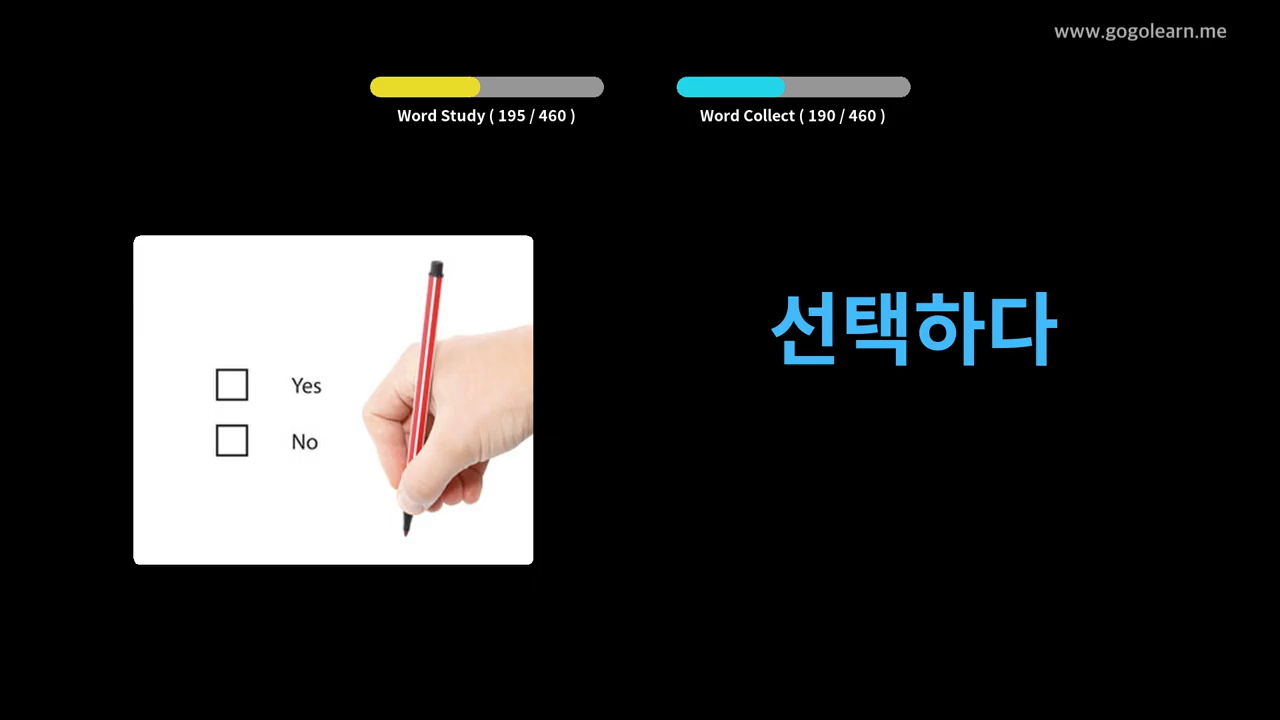 www.gogolearn.me
Word Study ( 195 / 460 )
Word Collect ( 190 / 460 )
선택하다
Yes
No